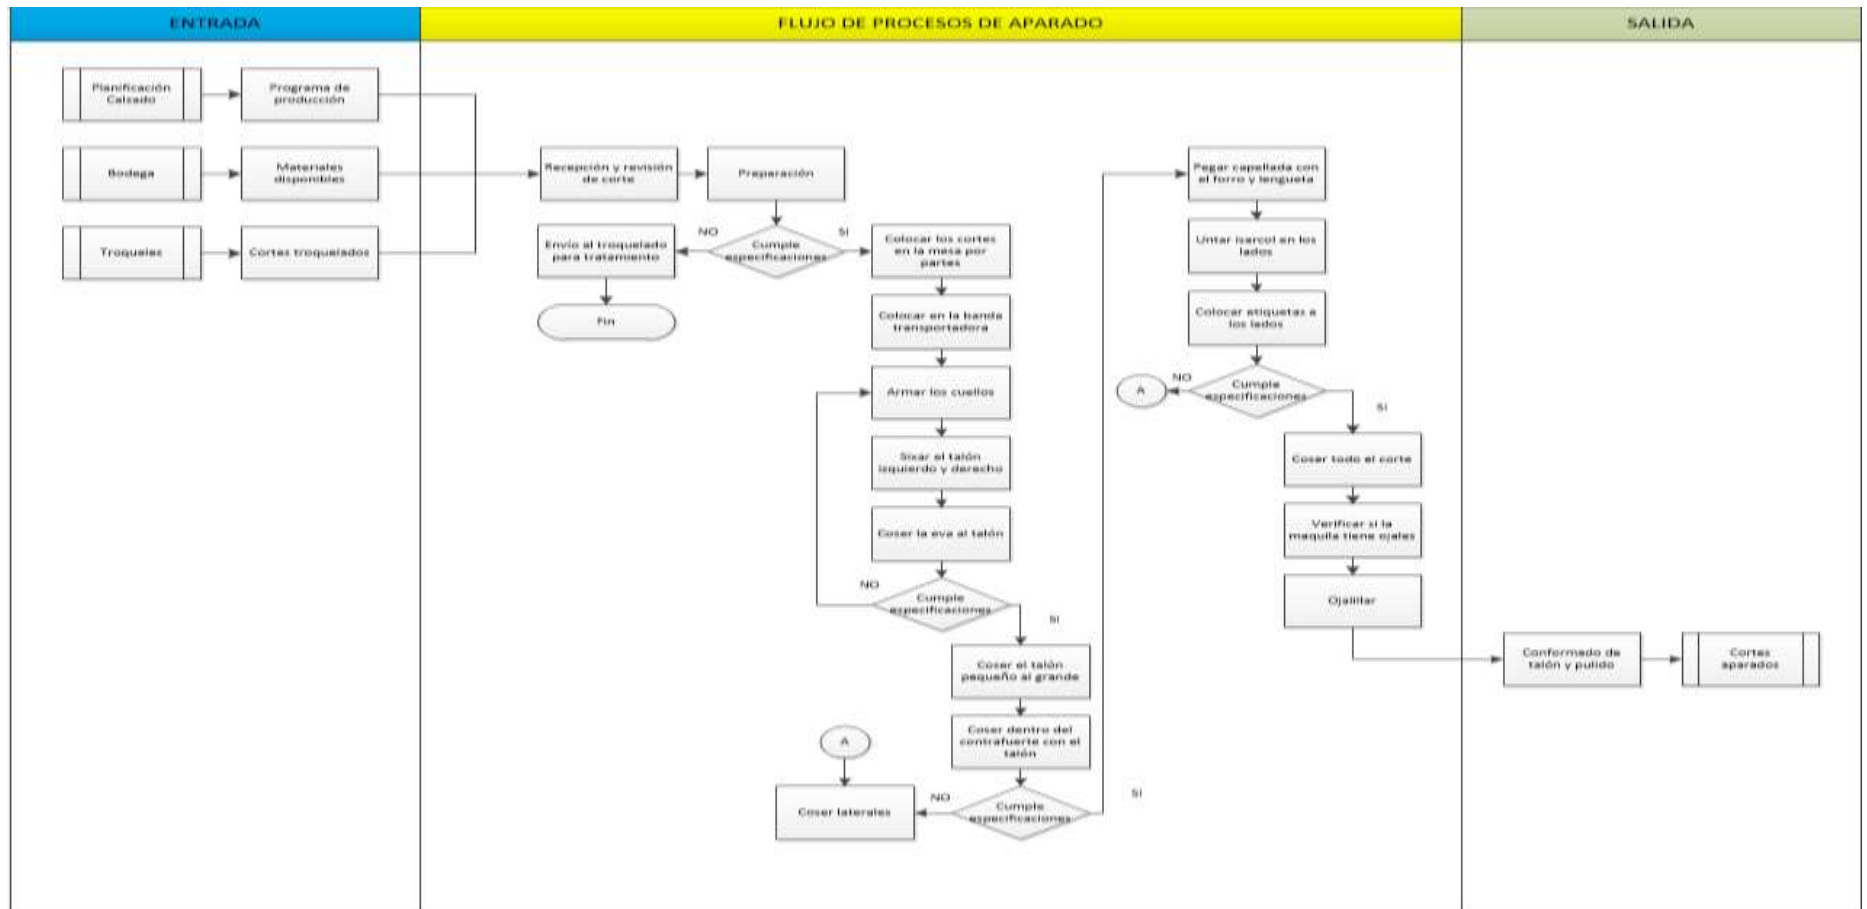 ENTRADA
FLUJO DE PROCESOS DE APARADO
SALIDA
Planificación
Calzado
Programa de
producción
Bodega
Materiales
disponibles
Troqueles
Cortes troquelados
Recepción y revisión
de corte
Preparación
Cumple
especificaciones
NO
SI
Envío al troquelado
para tratamiento
Fin
Colocar los cortes
en la mesa por
partes
Colocar en la banda
transportadora
Armar los cuellos
Sixar el talón
izquierdo y derecho
Coser la eva al talón
Cumple
especificaciones
NO
SI
Coser el talón
pequeño al grande
Coser dentro del
contrafuerte con el
talón
Cumple
especificaciones
NO
SI
A
Coser laterales
Pegar capellada con
el forro y lengueta
Untar isarcol en los
lados
Colocar etiquetas a
los lados
Cumple
especificaciones
NO
A
SI
Coser todo el corte
Verificar si la
maquila tiene ojales
Ojalillar
Conformado de
talón y pulido
Cortes
aparados